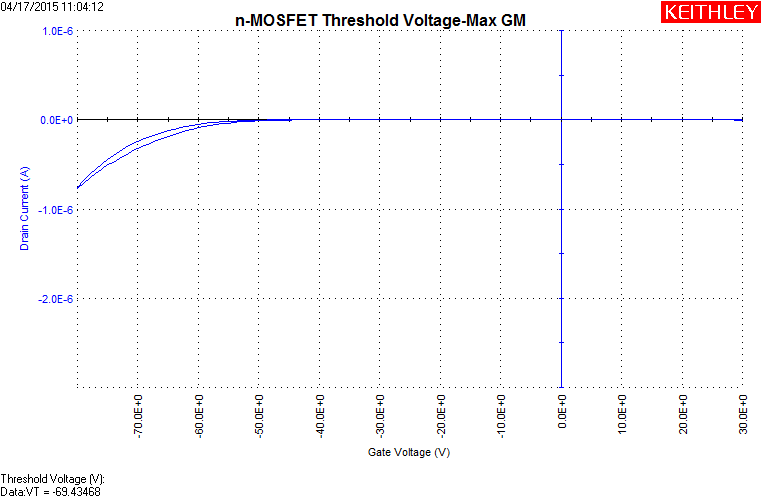 04/17/2015 11:04:12
n-MOSFET Threshold Voltage-Max GM
KEITHLEY
1.0E-6
0.0E+0
-1.0E-6
-2.0E-6
Drain Current (A)
-70.0E+0
-60.0E+0
-50.0E+0
-40.0E+0
-30.0E+0
-20.0E+0
-10.0E+0
0.0E+0
10.0E+0
20.0E+0
30.0E+0
Gate Voltage (V)
Threshold Voltage (V):
Data:VT = -69.43468